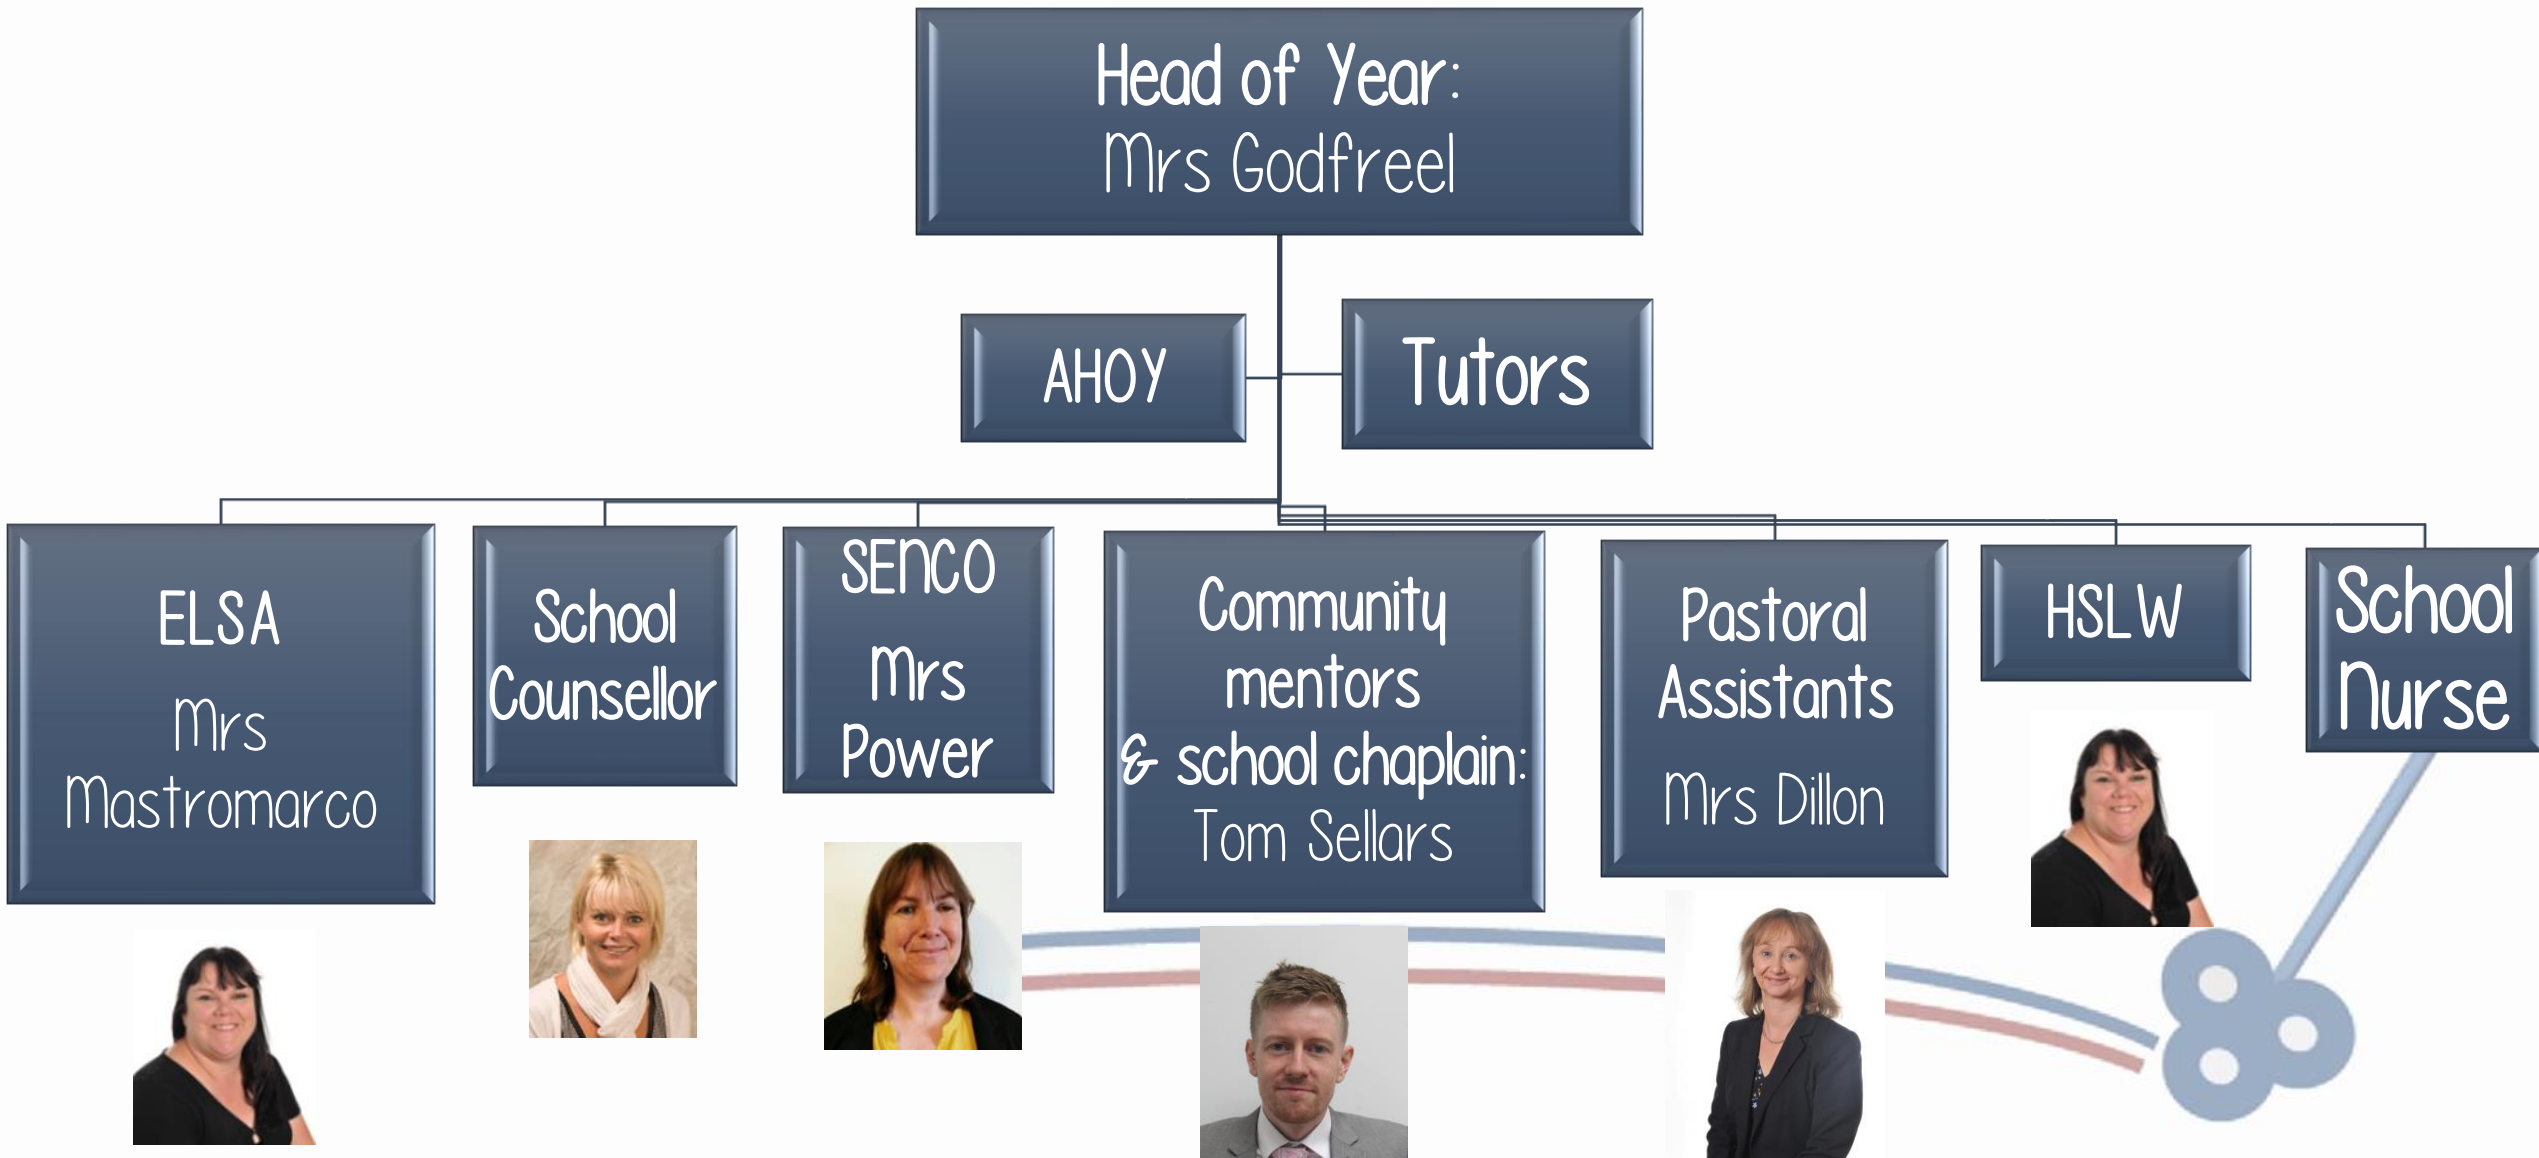 Head of Year:
Mrs Godfreel
AHOY
Tutors
ELSA
Mrs
Mastromarco
School
Counsellor
SENCO
Mrs
Power
Community
mentors
& school chaplain:
Tom Sellars
Pastoral
Assistants
Mrs Dillon
HSLW
School
Nurse